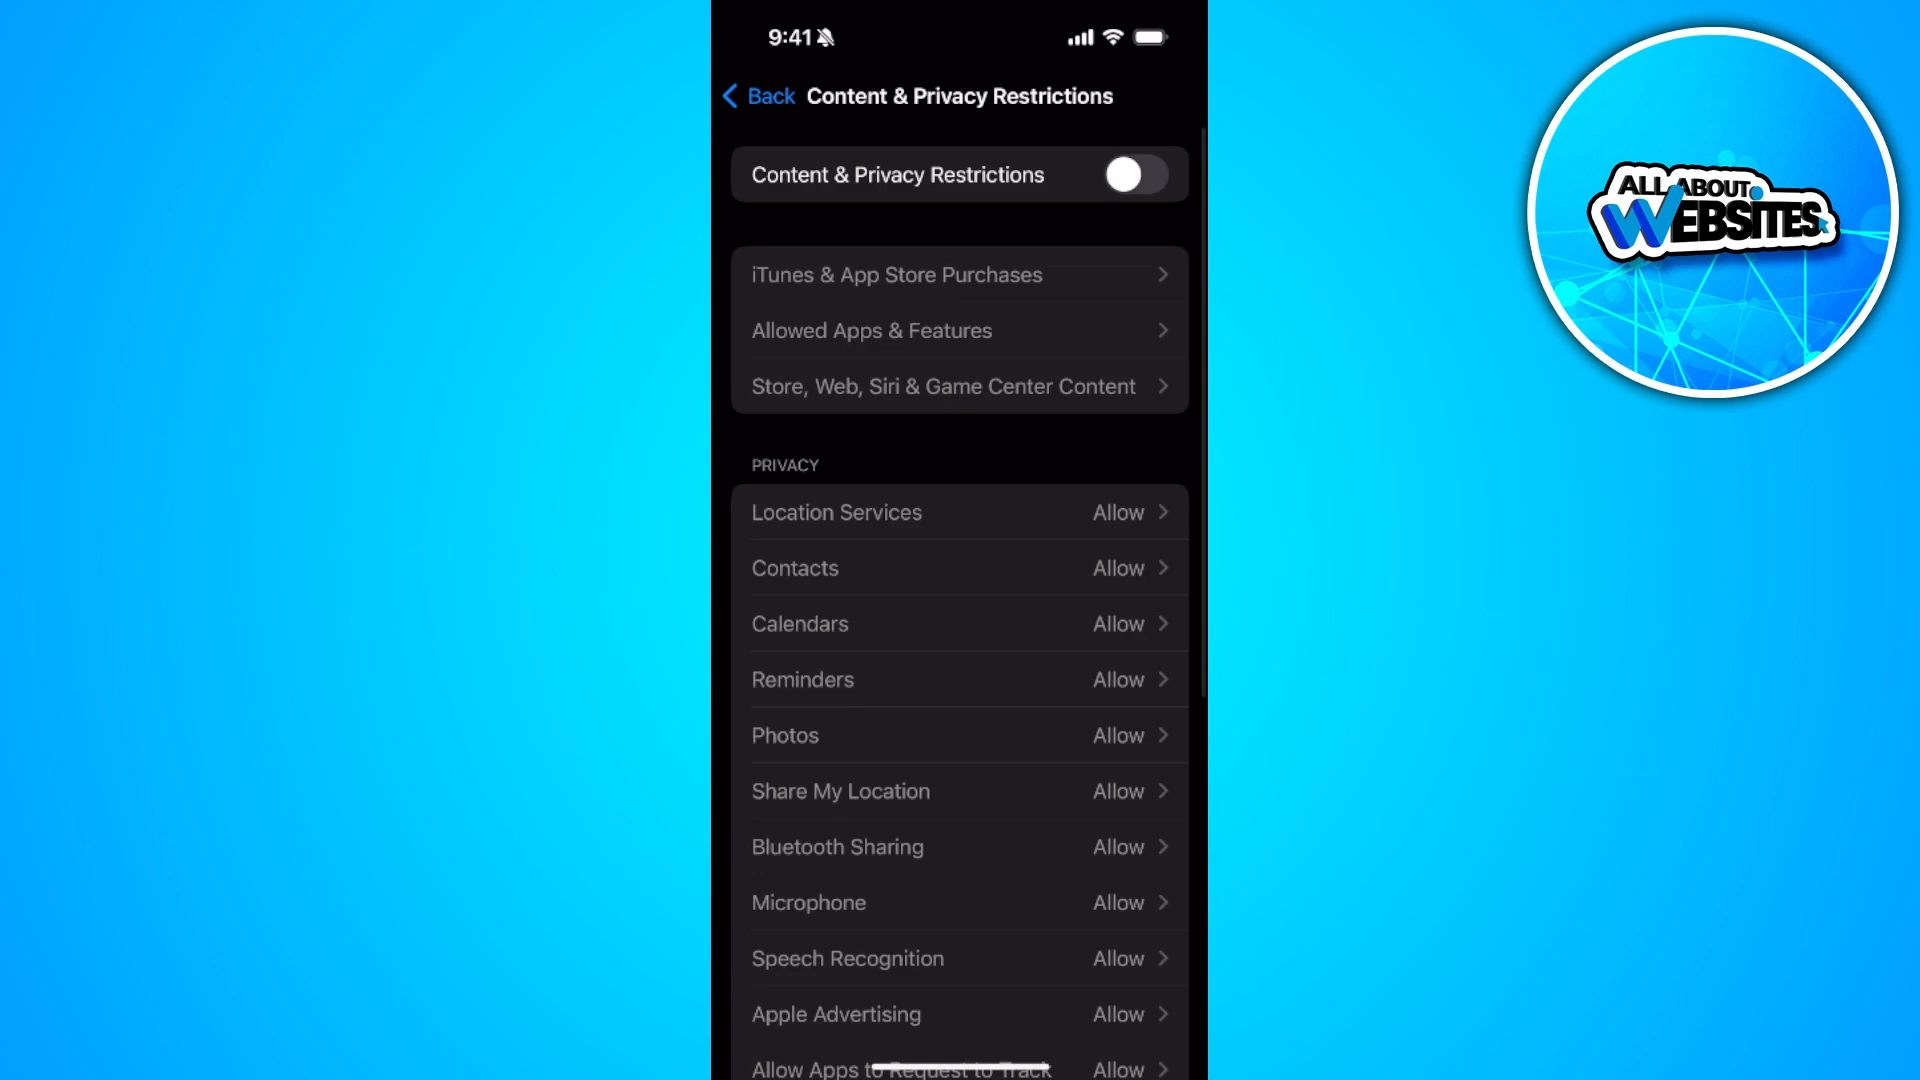 9:41
Back Content & Privacy Restrictions
Content & Privacy Restrictions
iTunes & App Store Purchases
Allowed Apps & Features
Store, Web, Siri & Game Center Content
PRIVACY
Location Services Allow
Contacts Allow
Calendars Allow
Reminders Allow
Photos Allow
Share My Location Allow
Bluetooth Sharing Allow
Microphone Allow
Speech Recognition Allow
Apple Advertising Allow
Allow Apps to Request to Track Allow
ALL ABOUT
WEBSITES